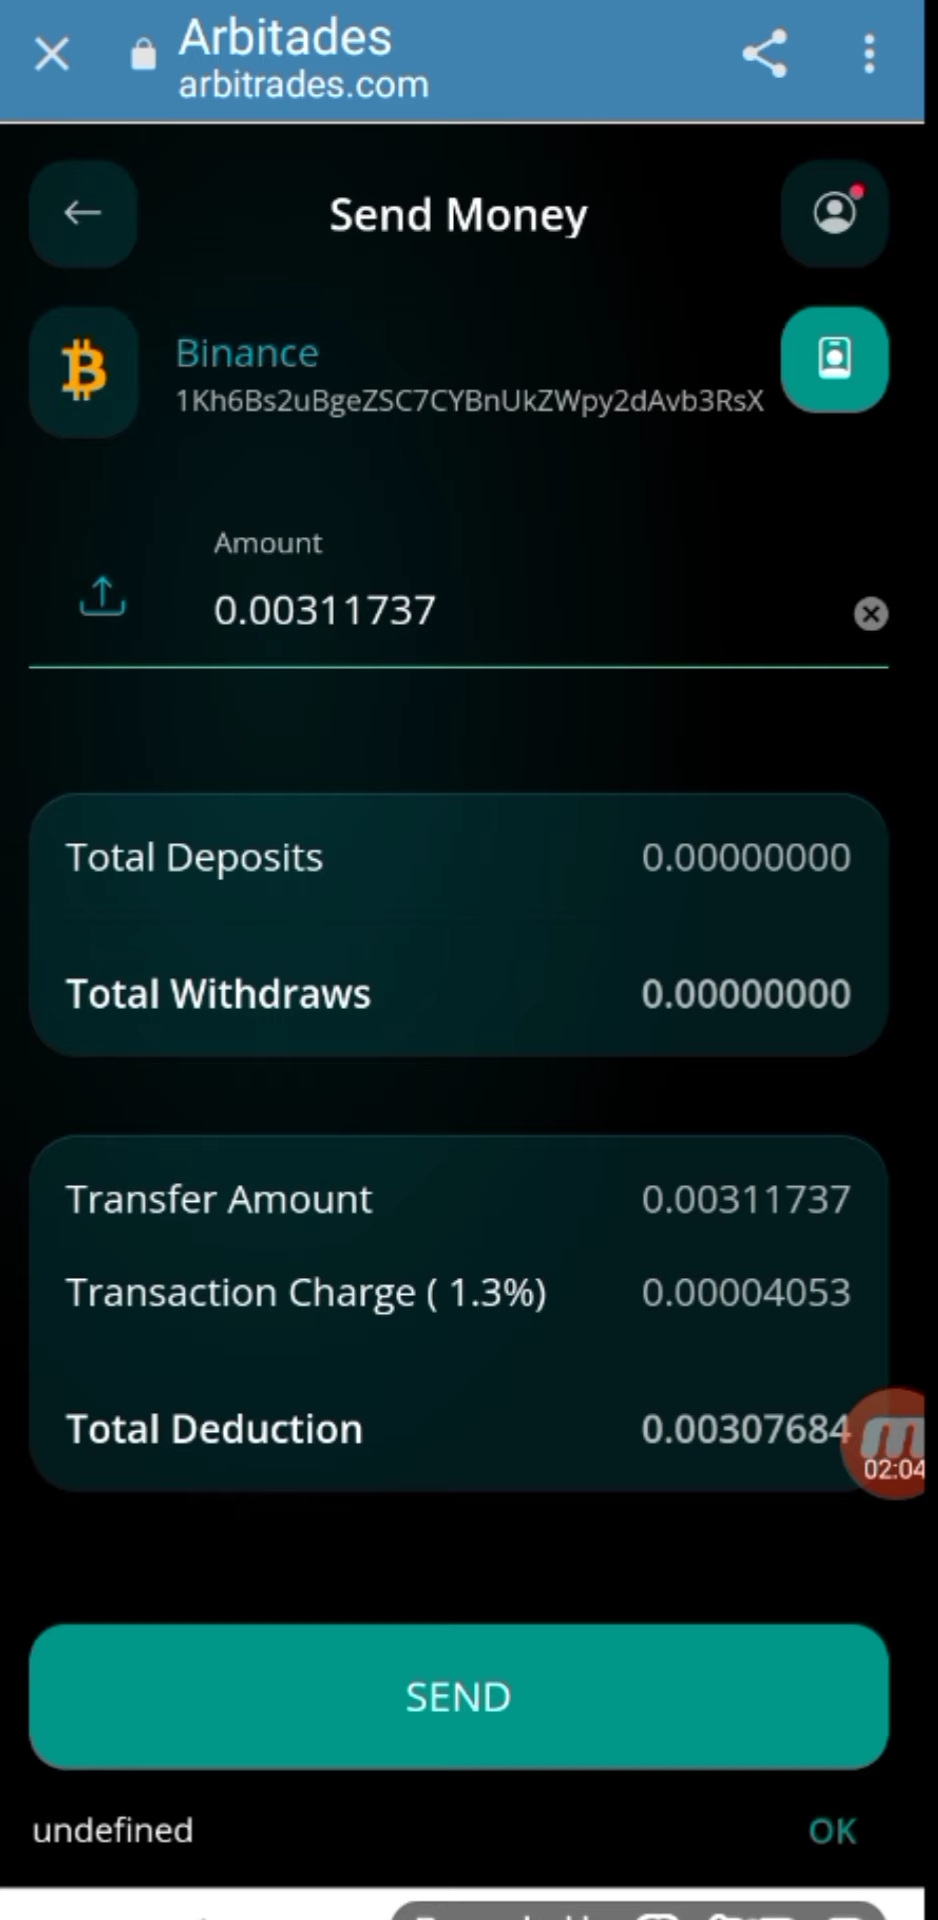 Arbitades
arbitrades.com
Send Money
Binance
1Kh6Bs2uBgeZSC7CYBnUkZWpy2dAvb3RsX
Amount
0.00311737
Total Deposits 0.00000000
Total Withdraws 0.00000000
Transfer Amount 0.00311737
Transaction Charge ( 1.3%) 0.00004053
Total Deduction 0.00307684
02:04
SEND
undefined OK